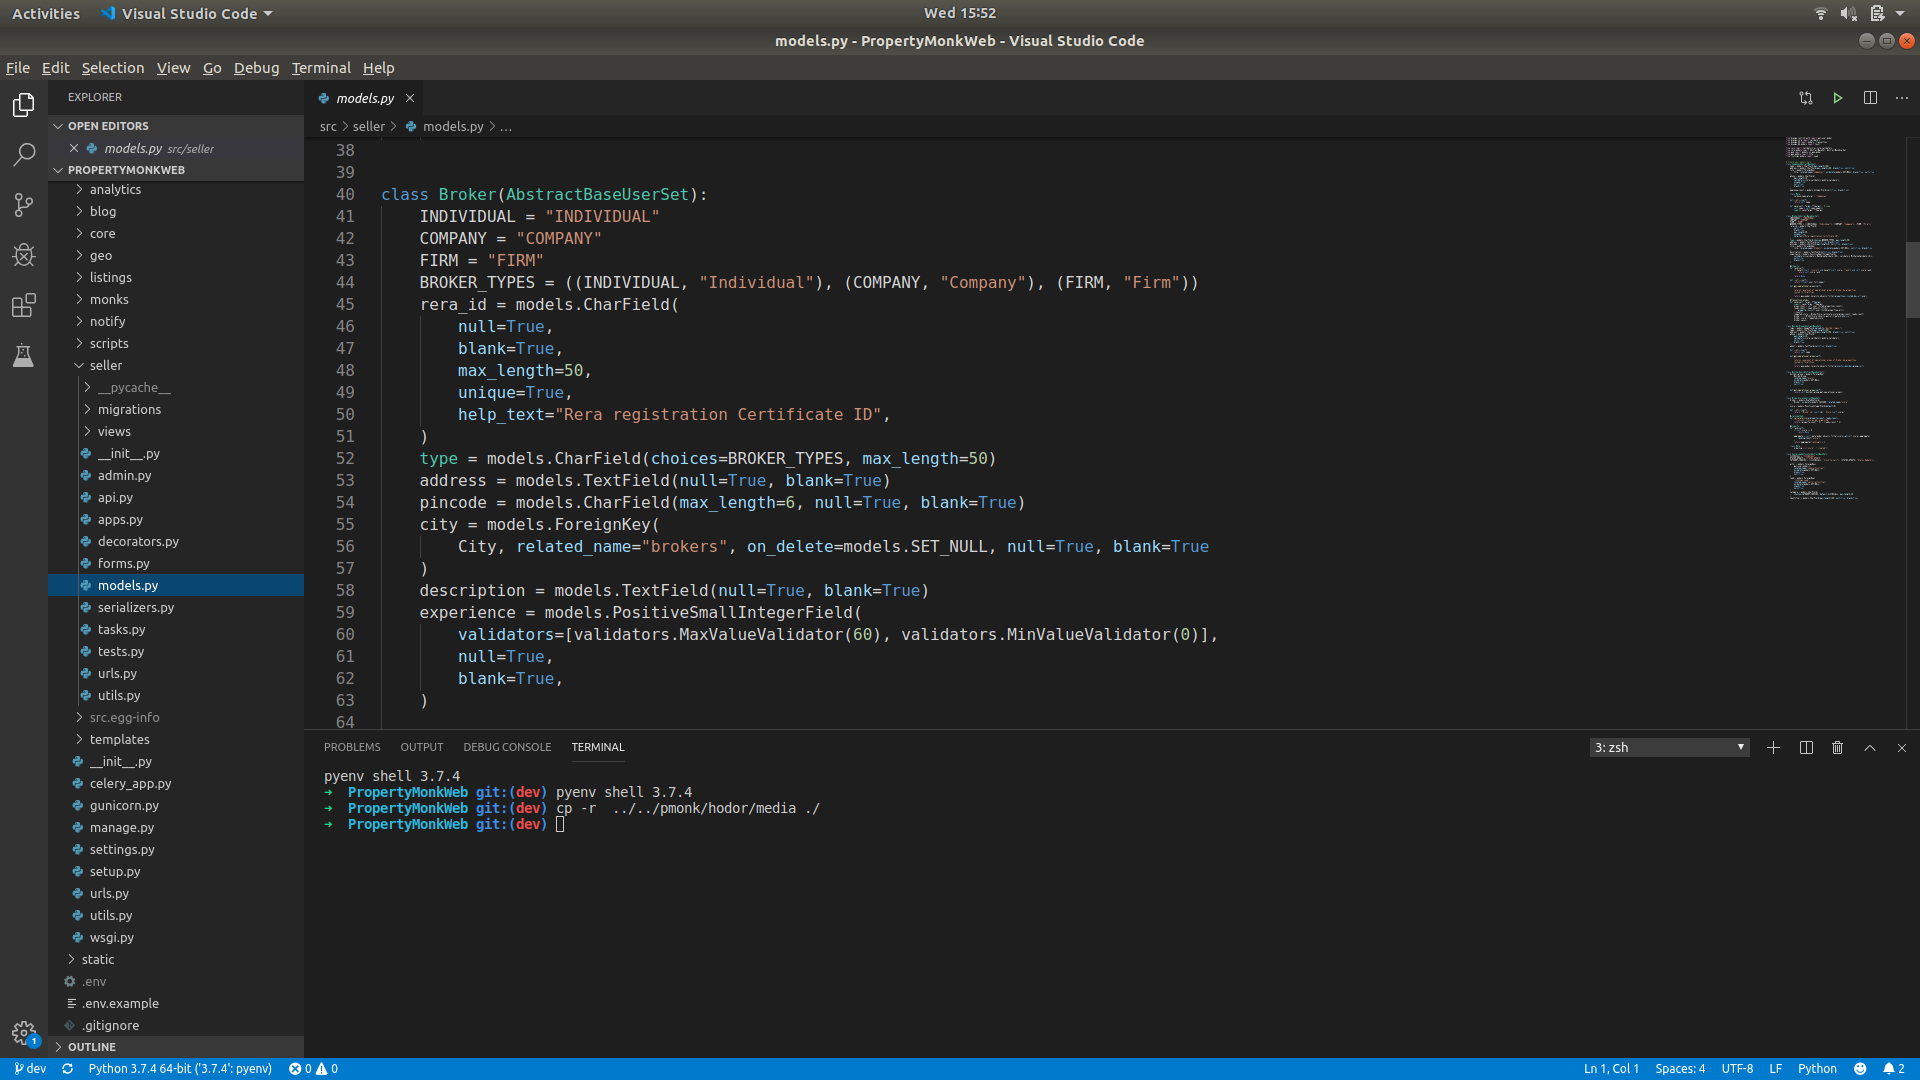 Activities Visual Studio Code Wed 15:52
models.py - PropertyMonkWeb - Visual Studio Code
File Edit Selection View Go Debug Terminal Help
EXPLORER
OPEN EDITORS
models.py src/seller
PROPERTYMONKWEB
analytics
blog
core
geo
listings
monks
notify
scripts
seller
__pycache__
migrations
views
__init__.py
admin.py
api.py
apps.py
decorators.py
forms.py
models.py
serializers.py
tasks.py
tests.py
urls.py
utils.py
src.egg-info
templates
__init__.py
celery_app.py
gunicorn.py
manage.py
settings.py
setup.py
urls.py
utils.py
wsgi.py
static
.env
.env.example
.gitignore
OUTLINE
1
models.py
src > seller > models.py > ...
38
39
40 class Broker(AbstractBaseUserSet):
41     INDIVIDUAL = "INDIVIDUAL"
42     COMPANY = "COMPANY"
43     FIRM = "FIRM"
44     BROKER_TYPES = ((INDIVIDUAL, "Individual"), (COMPANY, "Company"), (FIRM, "Firm"))
45     rera_id = models.CharField(
46         null=True,
47         blank=True,
48         max_length=50,
49         unique=True,
50         help_text="Rera registration Certificate ID",
51     )
52     type = models.CharField(choices=BROKER_TYPES, max_length=50)
53     address = models.TextField(null=True, blank=True)
54     pincode = models.CharField(max_length=6, null=True, blank=True)
55     city = models.ForeignKey(
56         City, related_name="brokers", on_delete=models.SET_NULL, null=True, blank=True
57     )
58     description = models.TextField(null=True, blank=True)
59     experience = models.PositiveSmallIntegerField(
60         validators=[validators.MaxValueValidator(60), validators.MinValueValidator(0)],
61         null=True,
62         blank=True,
63     )
64
PROBLEMS OUTPUT DEBUG CONSOLE TERMINAL 3: zsh
pyenv shell 3.7.4
→ PropertyMonkWeb git:(dev) pyenv shell 3.7.4
→ PropertyMonkWeb git:(dev) cp -r  ../../pmonk/hodor/media ./
→ PropertyMonkWeb git:(dev)
dev Python 3.7.4 64-bit ('3.7.4': pyenv) 0 0 Ln 1, Col 1 Spaces: 4 UTF-8 LF Python 2